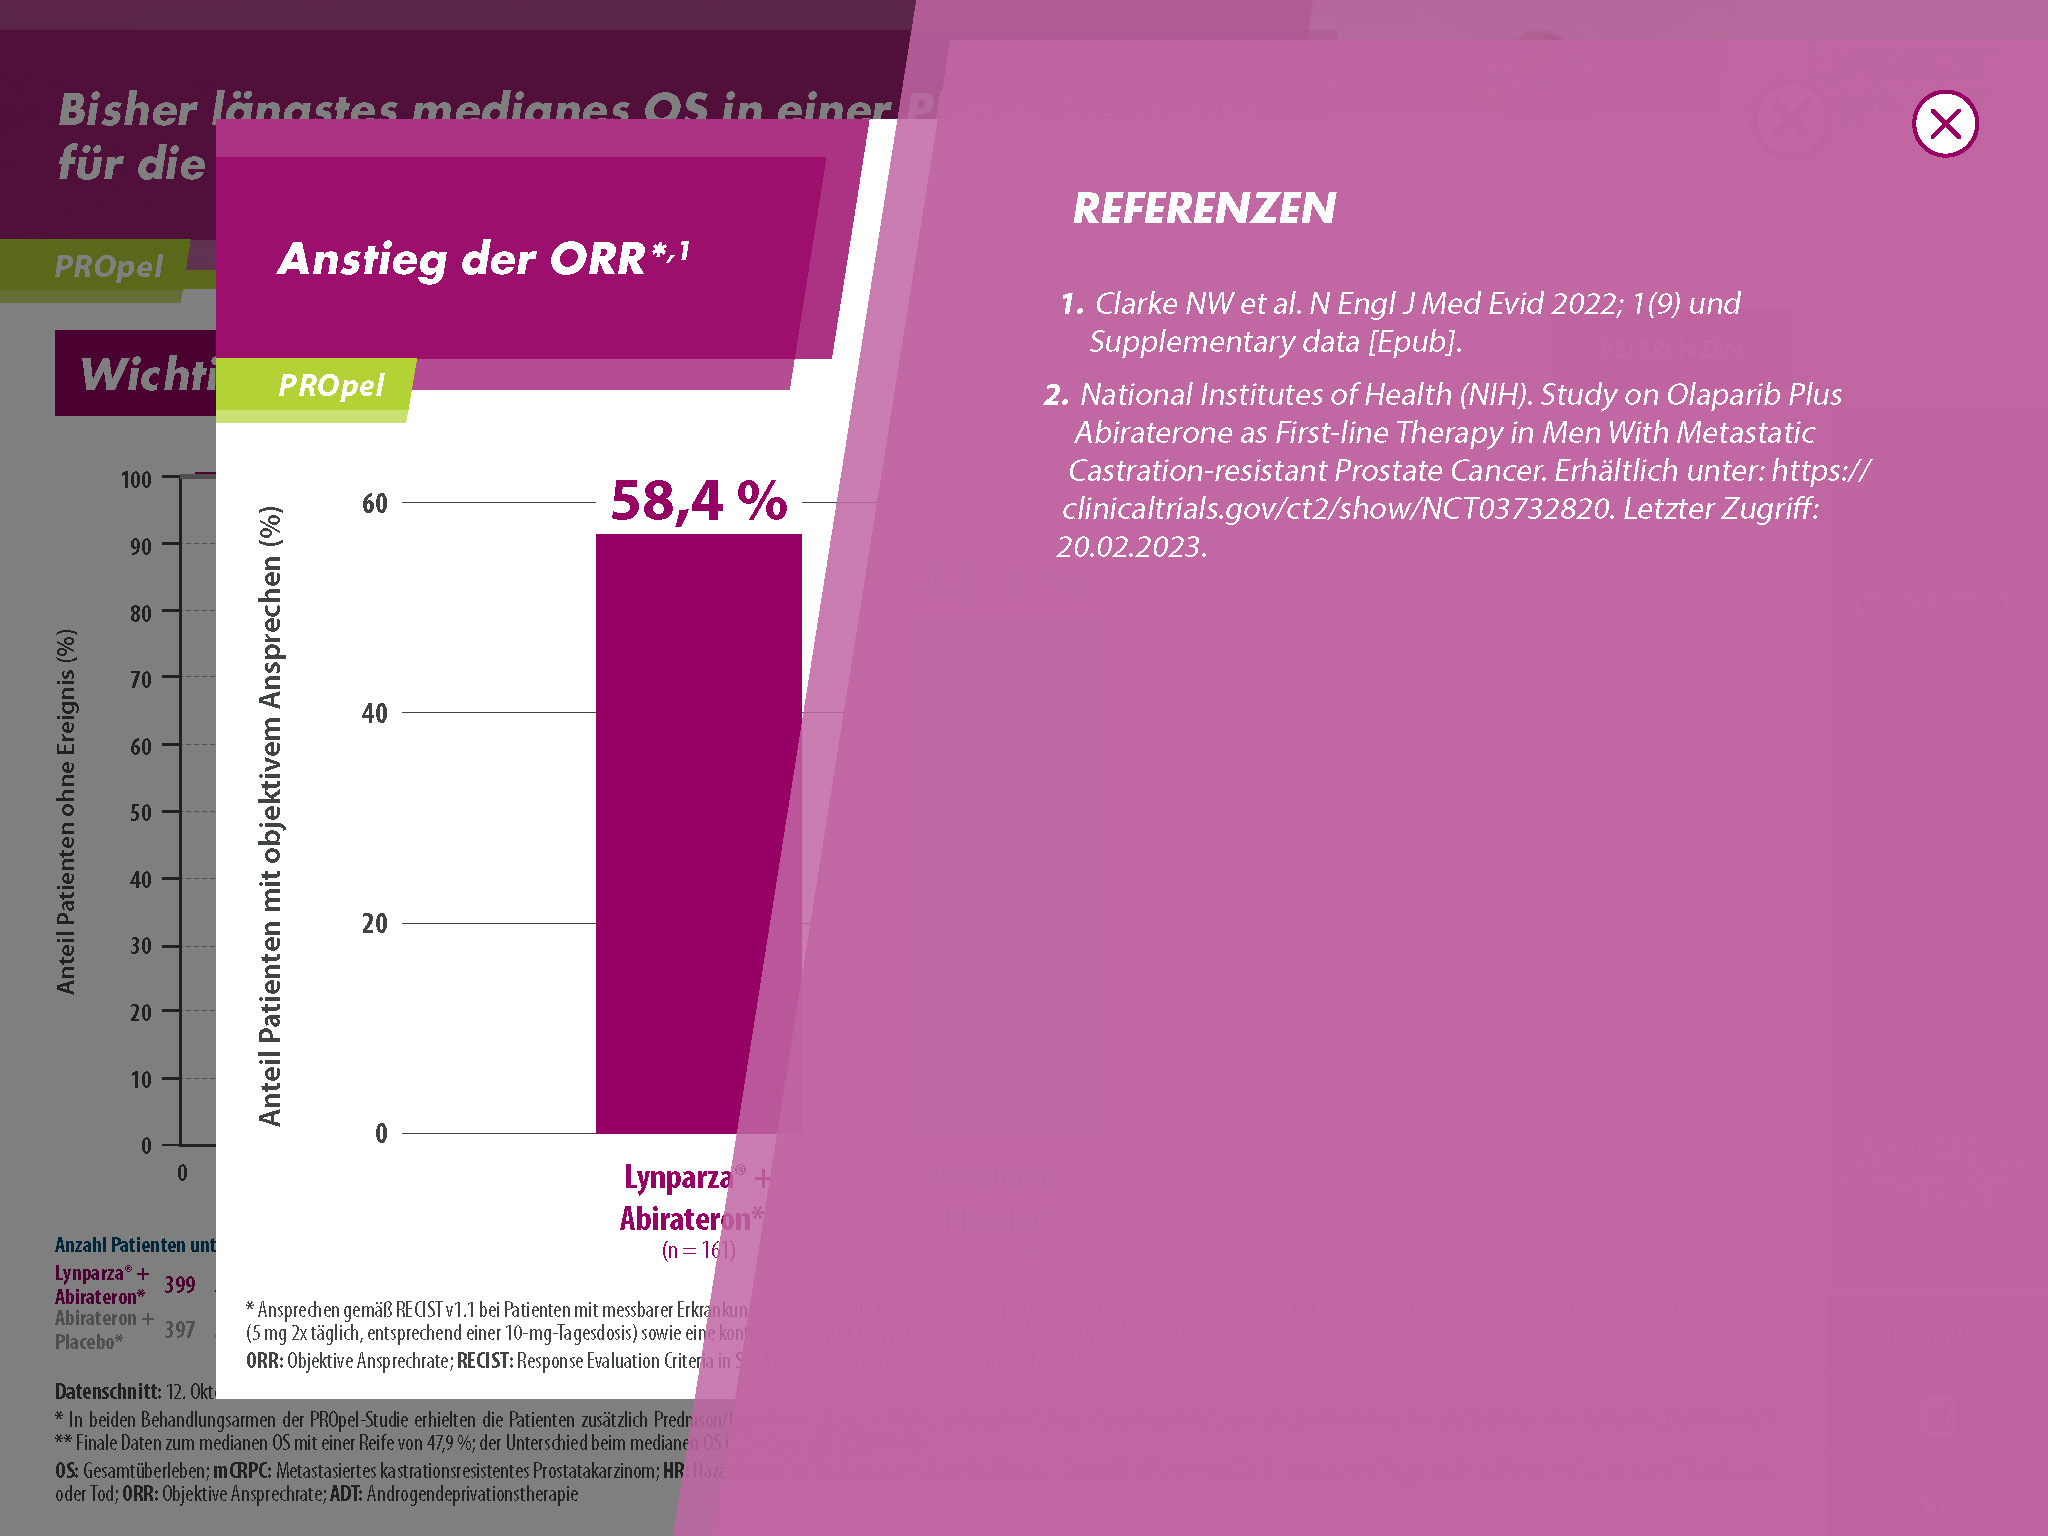 Bisher längstes medianes OS in einer
für die
PROpel
Wichti
Anteil Patienten ohne Ereignis (%)
100
90
80
70
60
50
40
30
20
10
0
0
Anzahl Patienten unt
Lynparza® +
Abirateron*
399
Abirateron +
Placebo*
397
Datenschnitt: 12. Okt
* In beiden Behandlungsarmen der PROpel-Studie erhielten die Patienten zusätzlich Prednison/
** Finale Daten zum medianen OS mit einer Reife von 47,9 %; der Unterschied beim medianen OS
OS: Gesamtüberleben; mCRPC: Metastasiertes kastrationsresistentes Prostatakarzinom; HR: Haza
oder Tod; ORR: Objektive Ansprechrate; ADT: Androgendeprivationstherapie
Anstieg der ORR*,1
PROpel
Anteil Patienten mit objektivem Ansprechen (%)
60
40
20
0
58,4 %
Lynparza® +
Abirateron*
(n = 161)
48,1 %
* Ansprechen gemäß RECIST v1.1 bei Patienten mit messbarer Erkrankun
(5 mg 2x täglich, entsprechend einer 10-mg-Tagesdosis) sowie eine kont
ORR: Objektive Ansprechrate; RECIST: Response Evaluation Criteria in
REFERENZEN
1. Clarke NW et al. N Engl J Med Evid 2022; 1(9) und
Supplementary data [Epub].
2. National Institutes of Health (NIH). Study on Olaparib Plus
Abiraterone as First-line Therapy in Men With Metastatic
Castration-resistant Prostate Cancer. Erhältlich unter: https://
clinicaltrials.gov/ct2/show/NCT03732820. Letzter Zugriff:
20.02.2023.
REFERENZEN